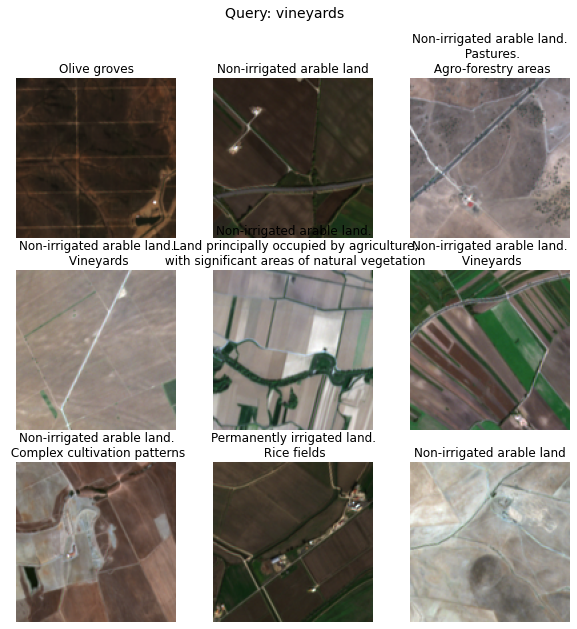 Query: vineyards
Olive groves
Non-irrigated arable land
Non-irrigated arable land.
Pastures.
Agro-forestry areas
Non-irrigated arable land.
Vineyards
Non-irrigated arable land.
Land principally occupied by agriculture,
with significant areas of natural vegetation
Non-irrigated arable land.
Vineyards
Non-irrigated arable land.
Complex cultivation patterns
Permanently irrigated land.
Rice fields
Non-irrigated arable land